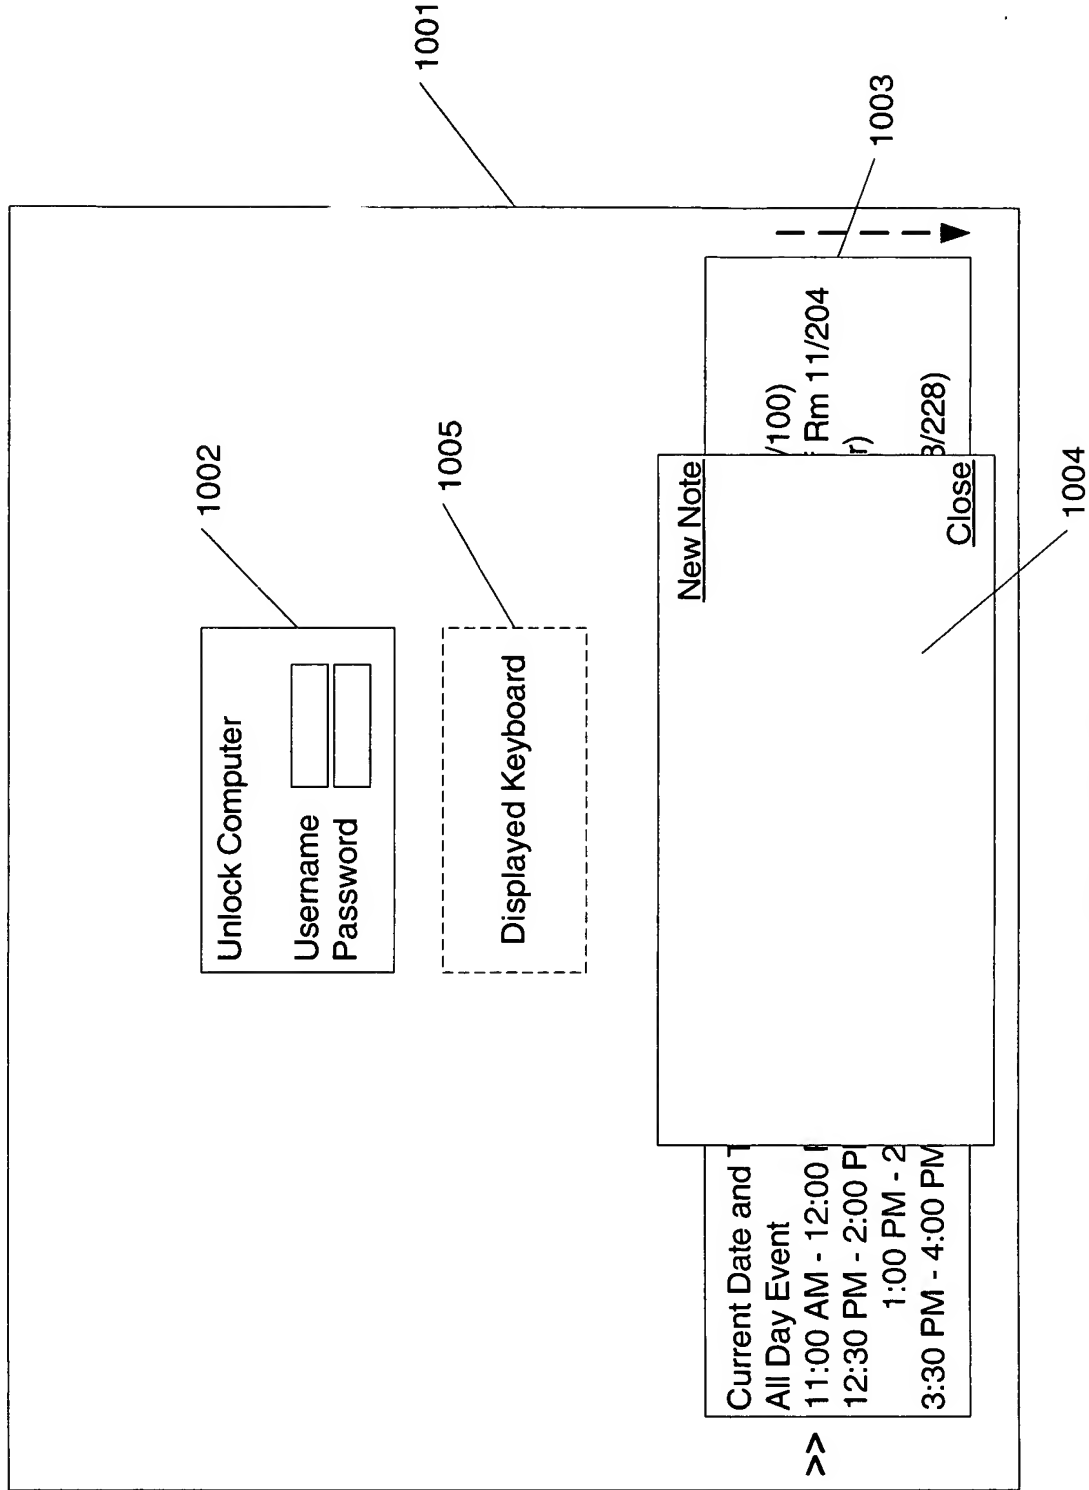 1001
1002
Unlock Computer
Username
Password
1005
Displayed Keyboard
1003
Current Date and
All Day Event
/100)
>> 11:00 AM - 12:00
Rm 11/204
12:30 PM - 2:00
r)
1:00 PM - 2
3:30 PM - 4:00 PM
/228)
New Note
Close
1004